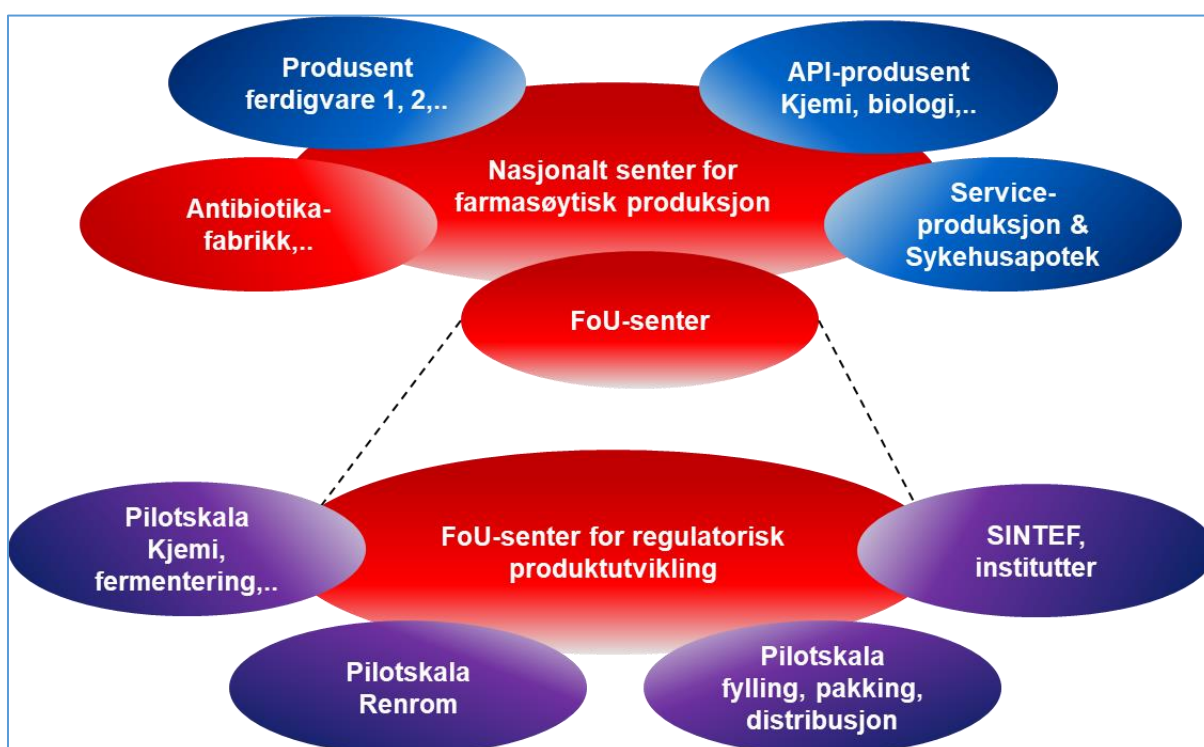 Produsent
ferdigvare 1, 2,..
API-produsent
Kjemi, biologi,..
Nasjonalt senter for
farmasøytisk produksjon
Antibiotika-
fabrikk,..
Service-
produksjon &
Sykehusapotek
FoU-senter
Pilotskala
Kjemi,
fermentering,..
FoU-senter for regulatorisk
produktutvikling
SINTEF,
institutter
Pilotskala
Renrom
Pilotskala
fylling, pakking,
distribusjon